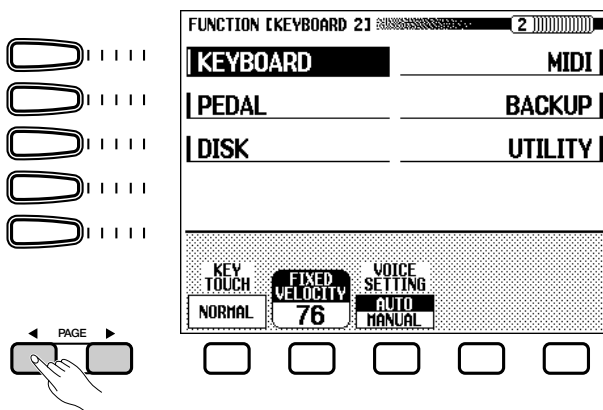 FUNCTION [KEYBOARD 2] 2
KEYBOARD MIDI
PEDAL BACKUP
DISK UTILITY
KEY TOUCH
NORMAL
FIXED VELOCITY
76
VOICE SETTING
AUTO
MANUAL
◀ PAGE ▶